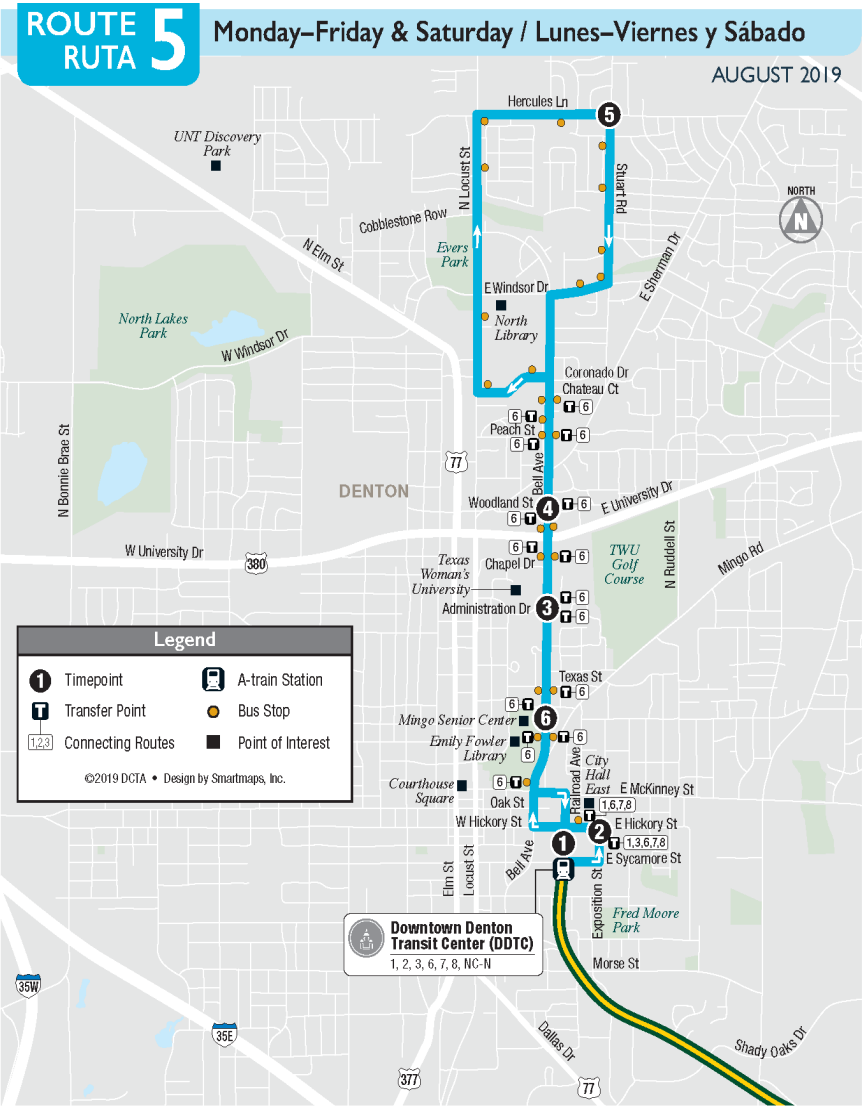 ROUTE
RUTA
5
Monday–Friday & Saturday / Lunes–Viernes y Sábado
AUGUST 2019
Hercules Ln
5
UNT Discovery
Park
N Locust St
Stuart Rd
NORTH
N
Cobblestone Row
N Elm St
Evers
Park
E Sherman Dr
E Windsor Dr
North Lakes
Park
North
Library
W Windsor Dr
Coronado Dr
Chateau Ct
T 6
6 T
Peach St
T 6
6 T
N Bonnie Brae St
77
Bell Ave
DENTON
E University Dr
Woodland St
4
T 6
6 T
N Ruddell St
W University Dr
380
6 T
Chapel Dr
T 6
TWU
Golf
Course
Mingo Rd
Texas
Woman's
University
T 6
Administration Dr
3
T 6
Legend
1 Timepoint
A-train Station
T Transfer Point
Bus Stop
1,2,3 Connecting Routes
Point of Interest
©2019 DCTA • Design by Smartmaps, Inc.
Texas St
T 6
6 T
Mingo Senior Center
6
Emily Fowler
Library
T
6
T 6
Railroad Ave
City
Hall
East
Courthouse
Square
6 T
E McKinney St
Oak St
1,6,7,8
T
W Hickory St
2
E Hickory St
1
T 1,3,6,7,8
E Sycamore St
Bell Ave
Elm St
Locust St
Exposition St
Fred Moore
Park
Downtown Denton
Transit Center (DDTC)
1, 2, 3, 6, 7, 8, NC-N
Morse St
35W
35E
Dallas Dr
Shady Oaks Dr
377
77